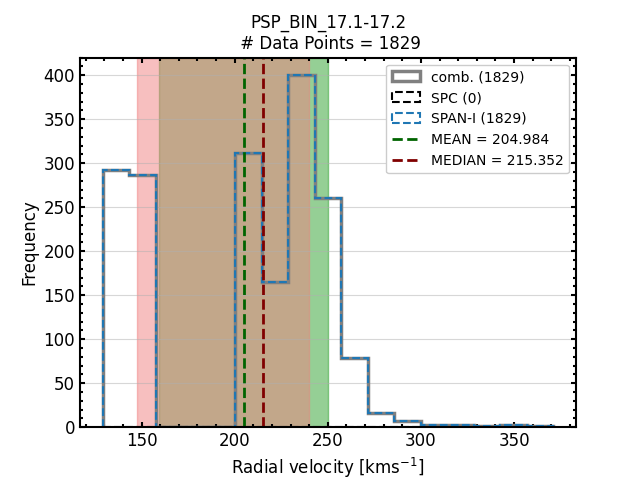 PSP_BIN_17.1-17.2
# Data Points = 1829
400
350
300
250
200
150
100
50
0
Frequency
comb. (1829)
SPC (0)
SPAN-I (1829)
MEAN = 204.984
MEDIAN = 215.352
150 200 250 300 350
Radial velocity [kms⁻¹]